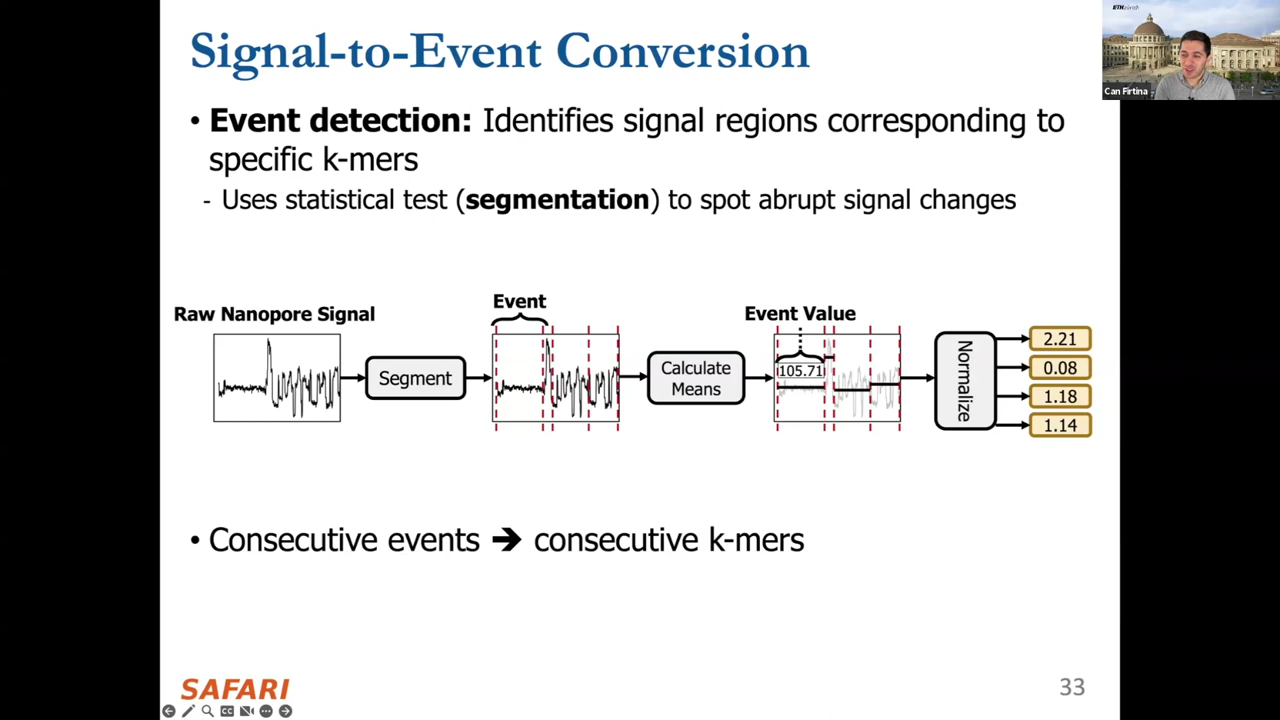 Signal-to-Event Conversion
• Event detection: Identifies signal regions corresponding to
specific k-mers
- Uses statistical test (segmentation) to spot abrupt signal changes
Raw Nanopore Signal
Segment
Event
Calculate
Means
Event Value
105.71
Normalize
2.21
0.08
1.18
1.14
• Consecutive events ➔ consecutive k-mers
SAFARI
33
ETH zürich
Can Firtina